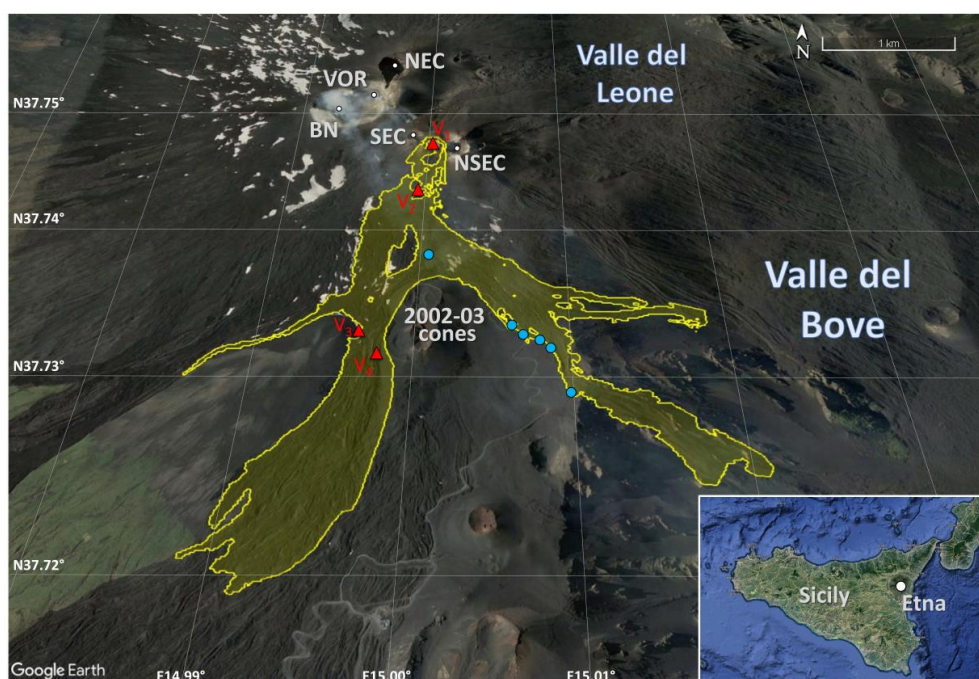 NEC
Valle del
Leone
N
1 km
VOR
N37.75°
BN
SEC
V1
NSEC
V2
N37.74°
Valle del
Bove
2002-03
cones
V3
V4
N37.73°
N37.72°
Sicily
Etna
Google Earth
E14.99°
E15.00°
E15.01°